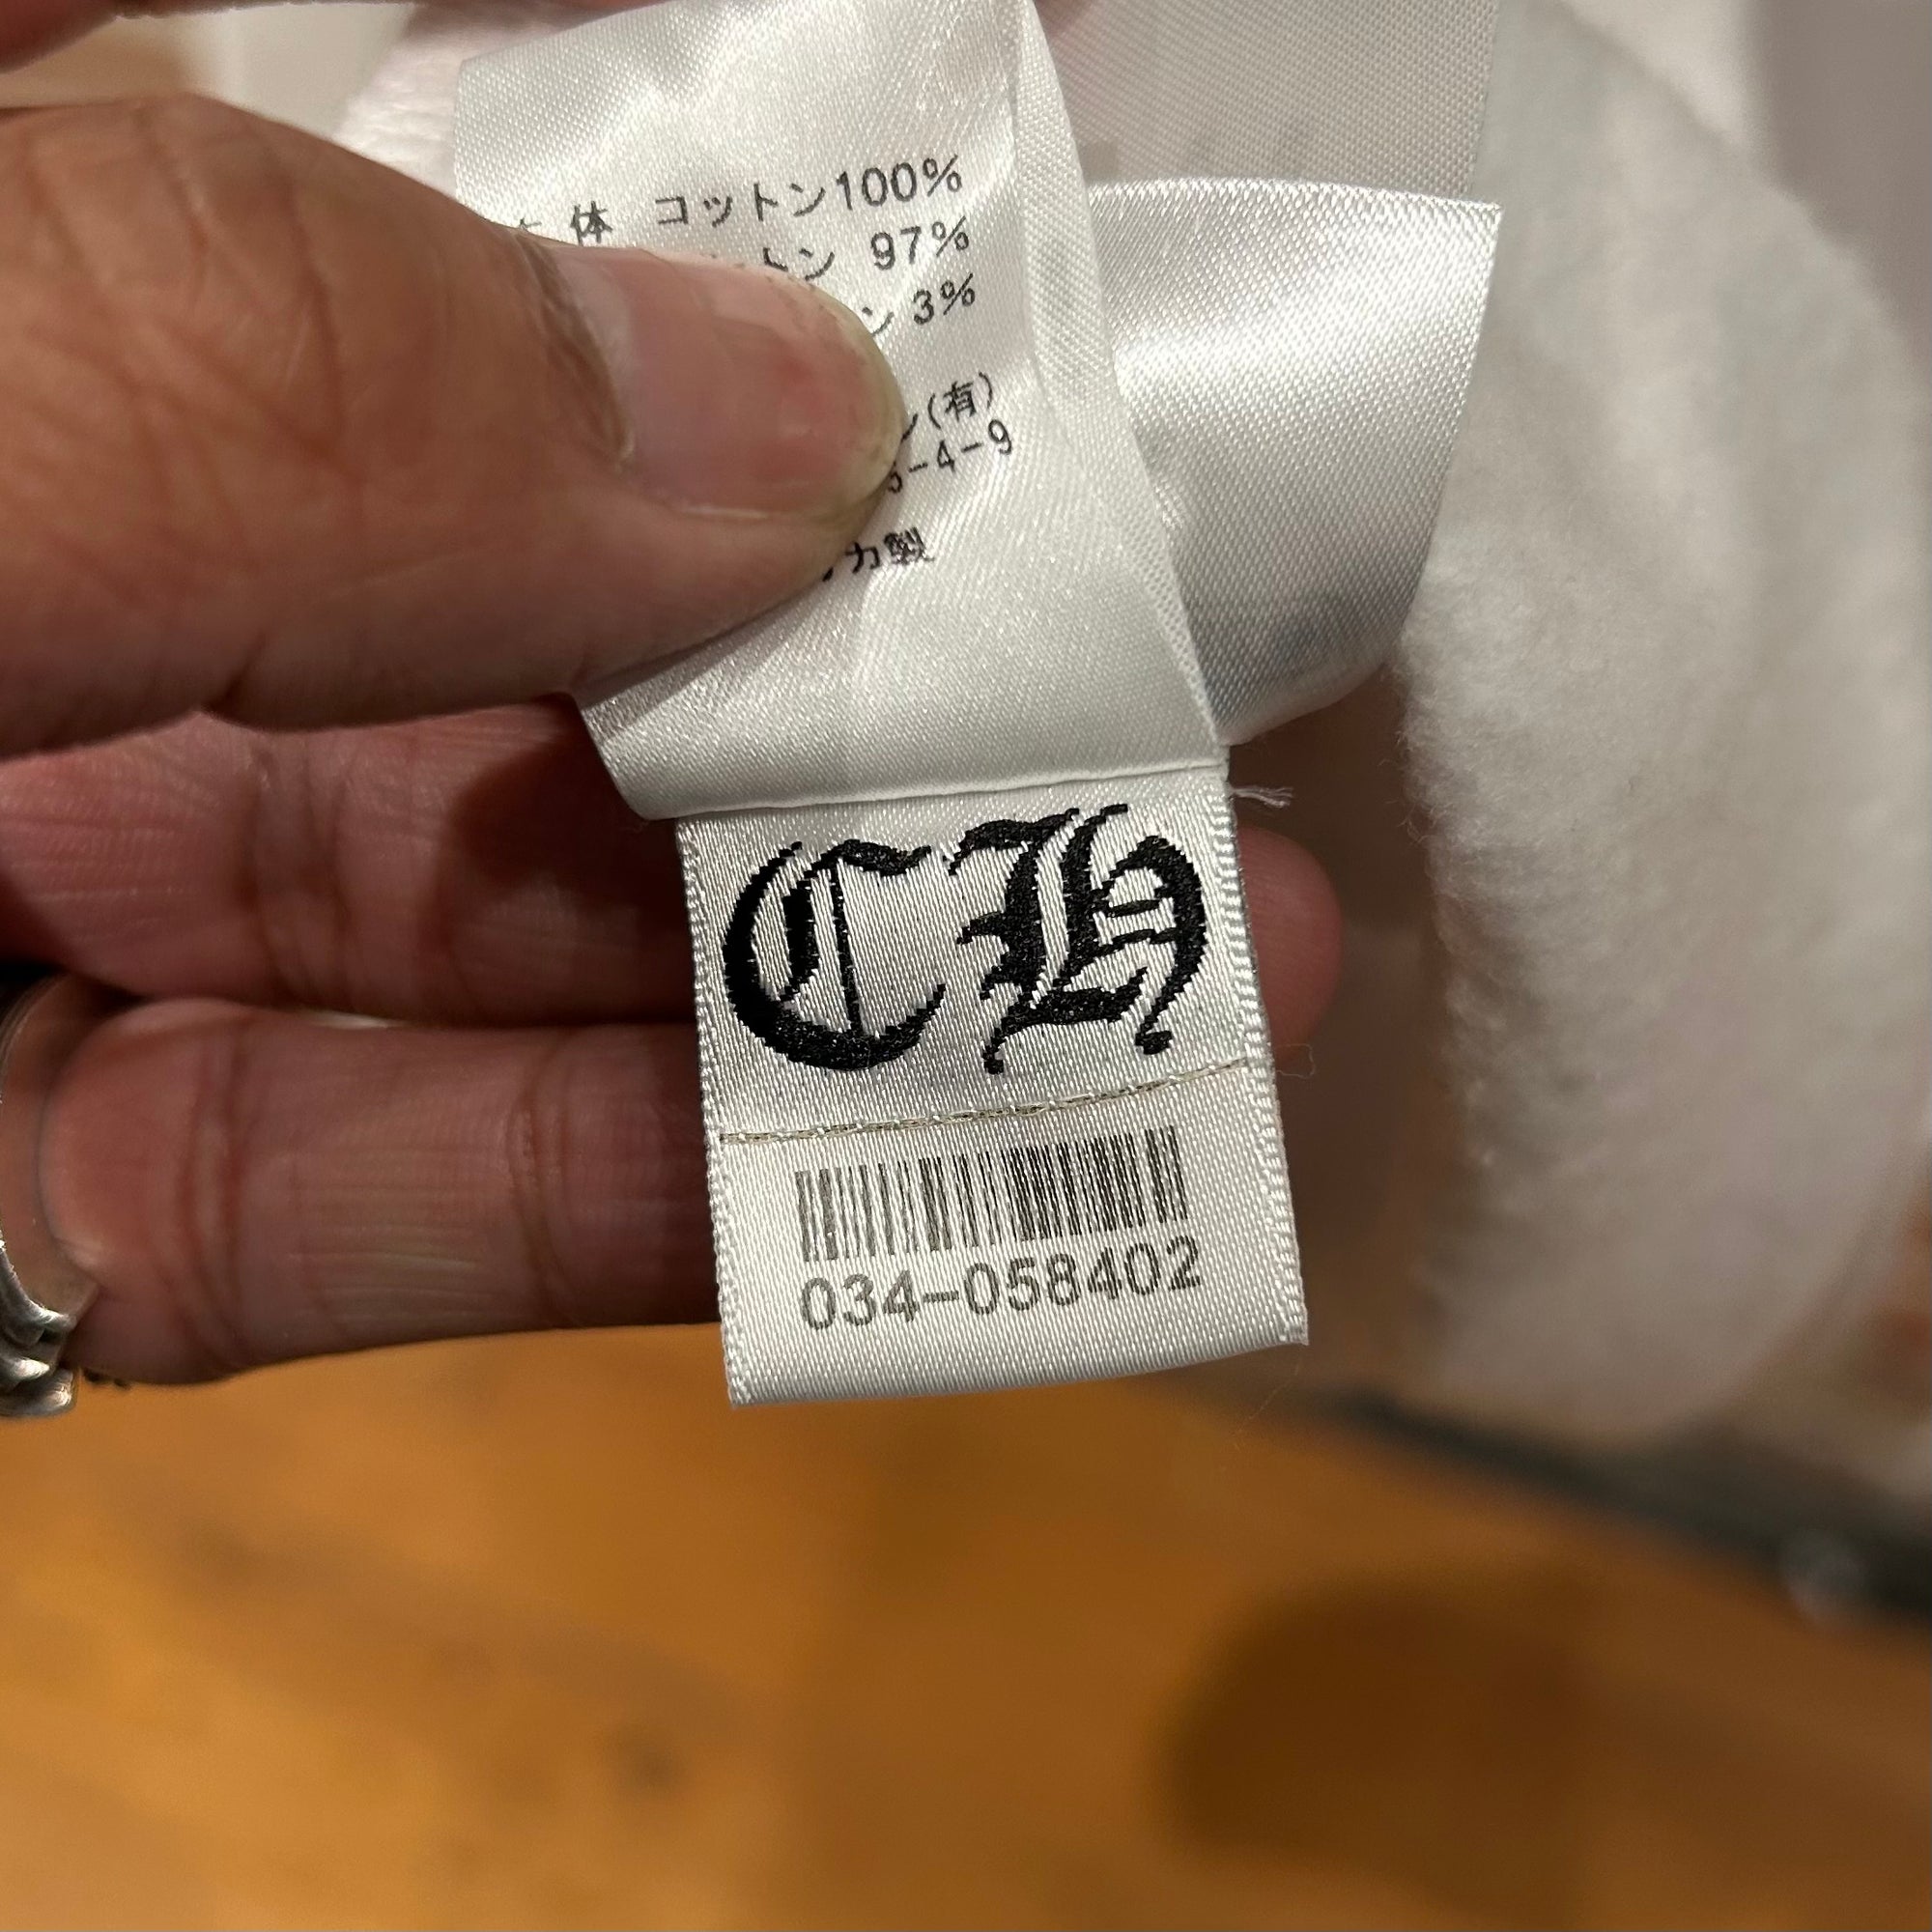 体 コットン100%
トン 97%
ン 3%
ン(有)
-4-9
カ製
CH
034-058402